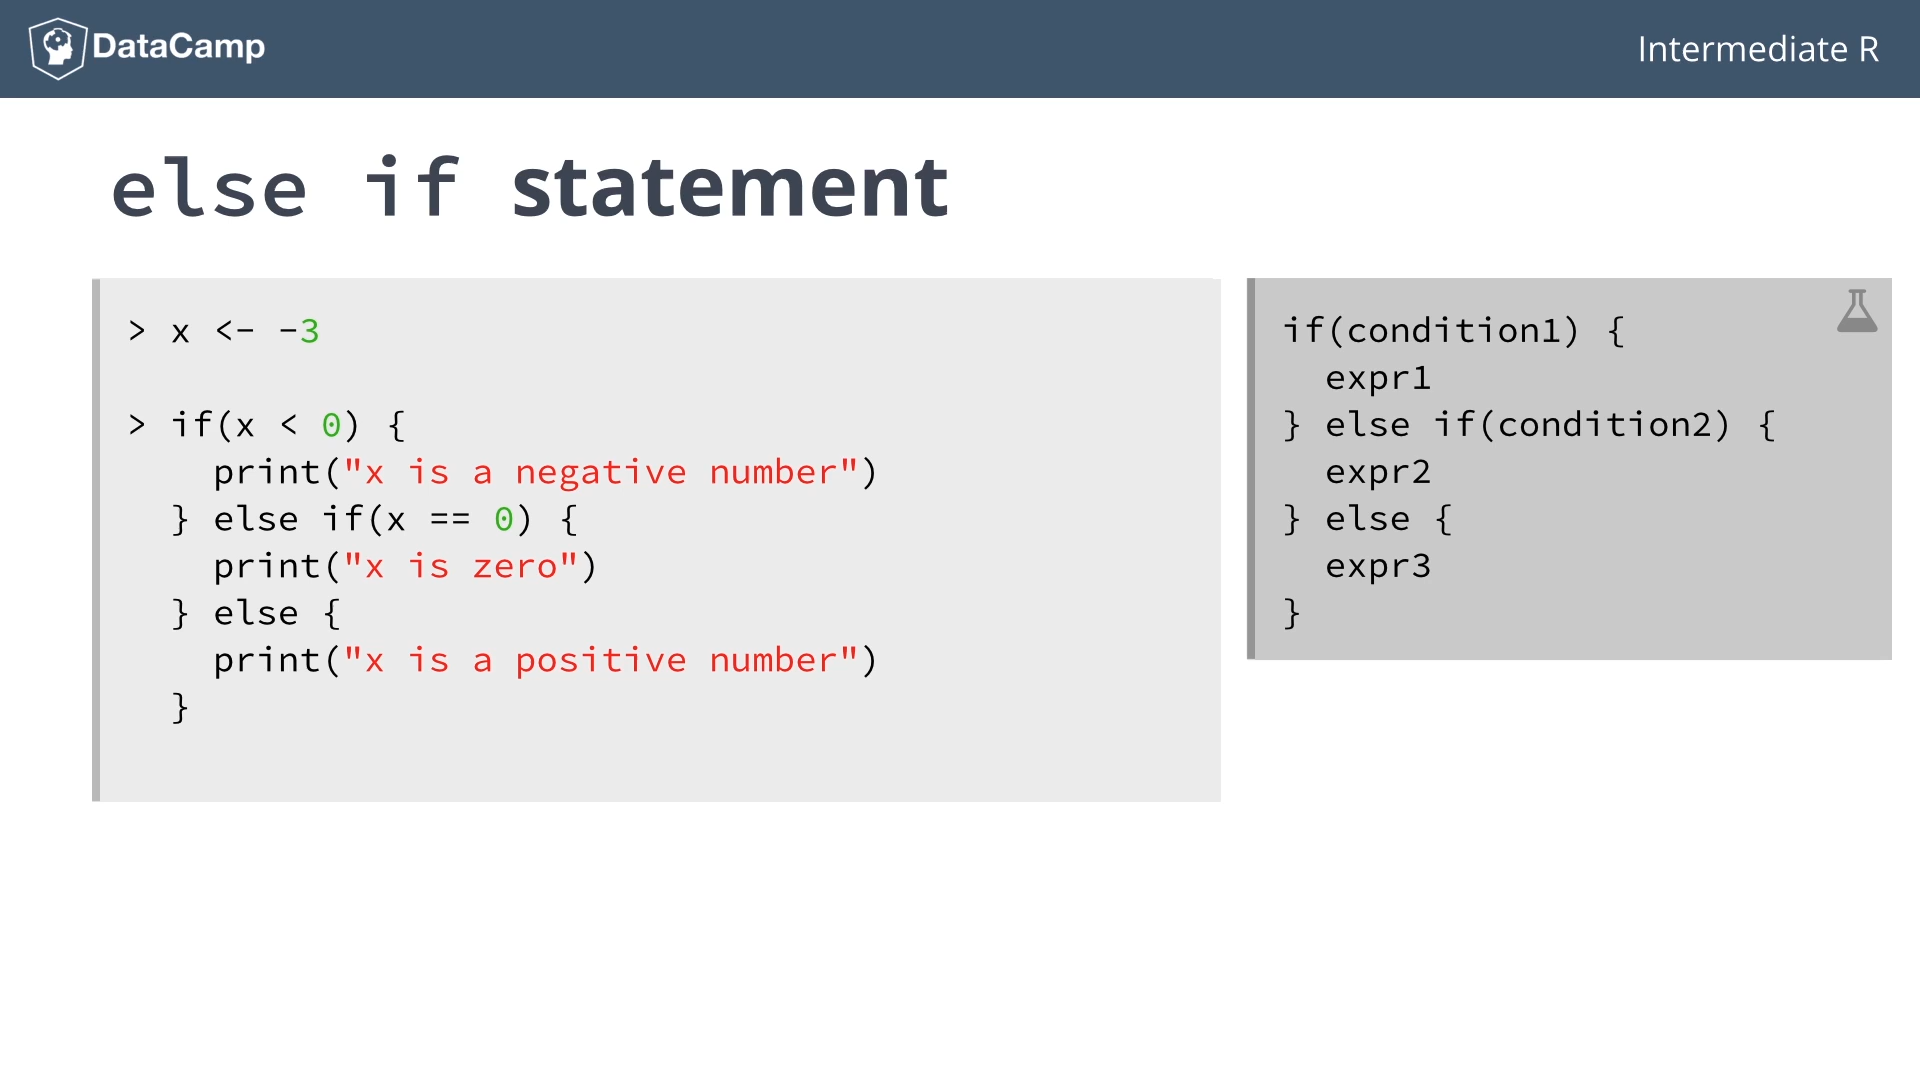 DataCamp
Intermediate R
else if statement
> x <- -3
> if(x < 0) {
    print("x is a negative number")
  } else if(x == 0) {
    print("x is zero")
  } else {
    print("x is a positive number")
  }
if(condition1) {
  expr1
} else if(condition2) {
  expr2
} else {
  expr3
}